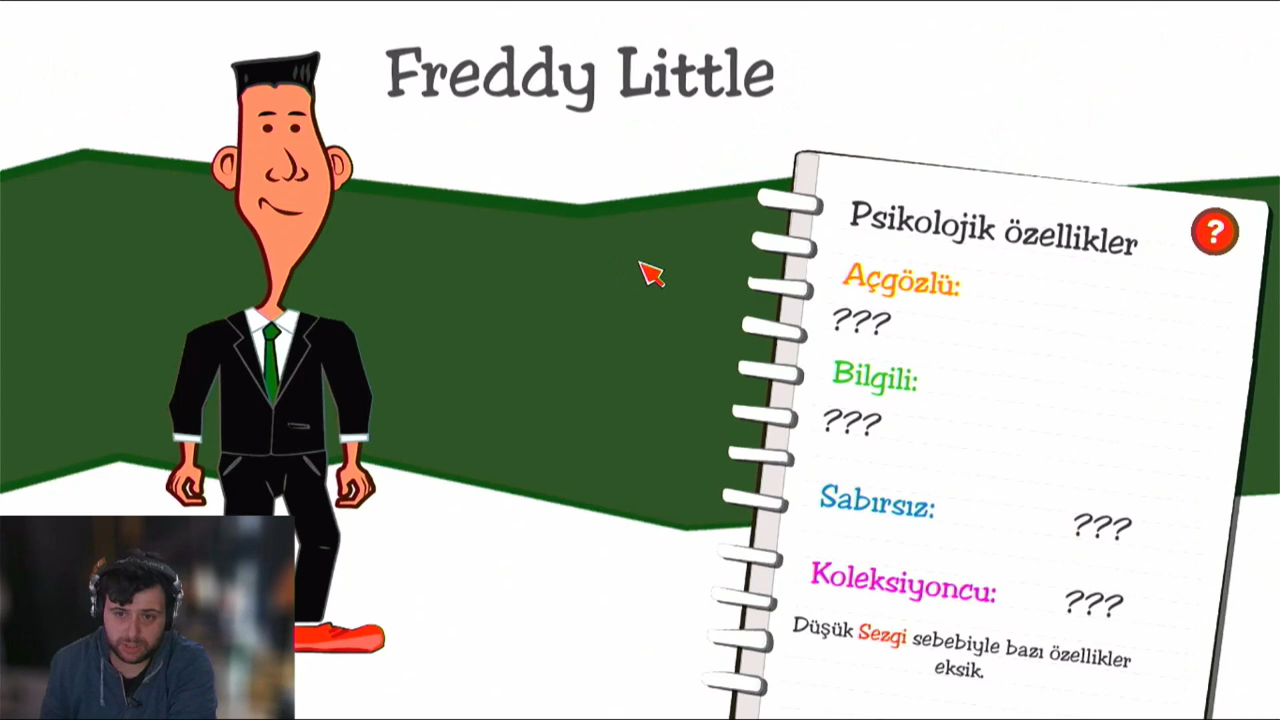 Freddy Little
Psikolojik özellikler
?
Açgözlü:
???
Bilgili:
???
Sabırsız:
???
Koleksiyoncu:
???
Düşük Sezgi sebebiyle bazı özellikler
eksik.